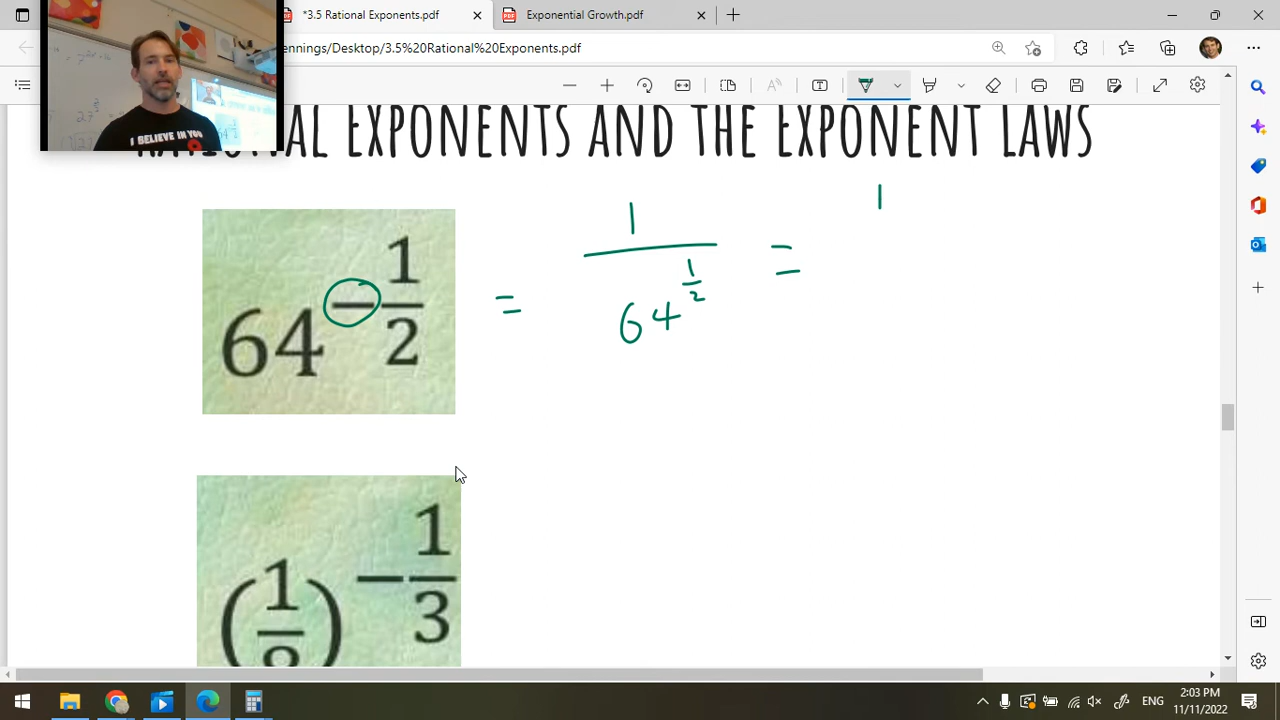 *3.5 Rational Exponents.pdf
Exponential Growth.pdf
ennings/Desktop/3.5%20Rational%20Exponents.pdf
I BELIEVE IN YOU
EXPONENTS AND THE EXPONENT LAWS
64^(-1/2) = 1/64^(1/2) = 1
(1/8)^(-1/3)
ENG
2:03 PM
11/11/2022